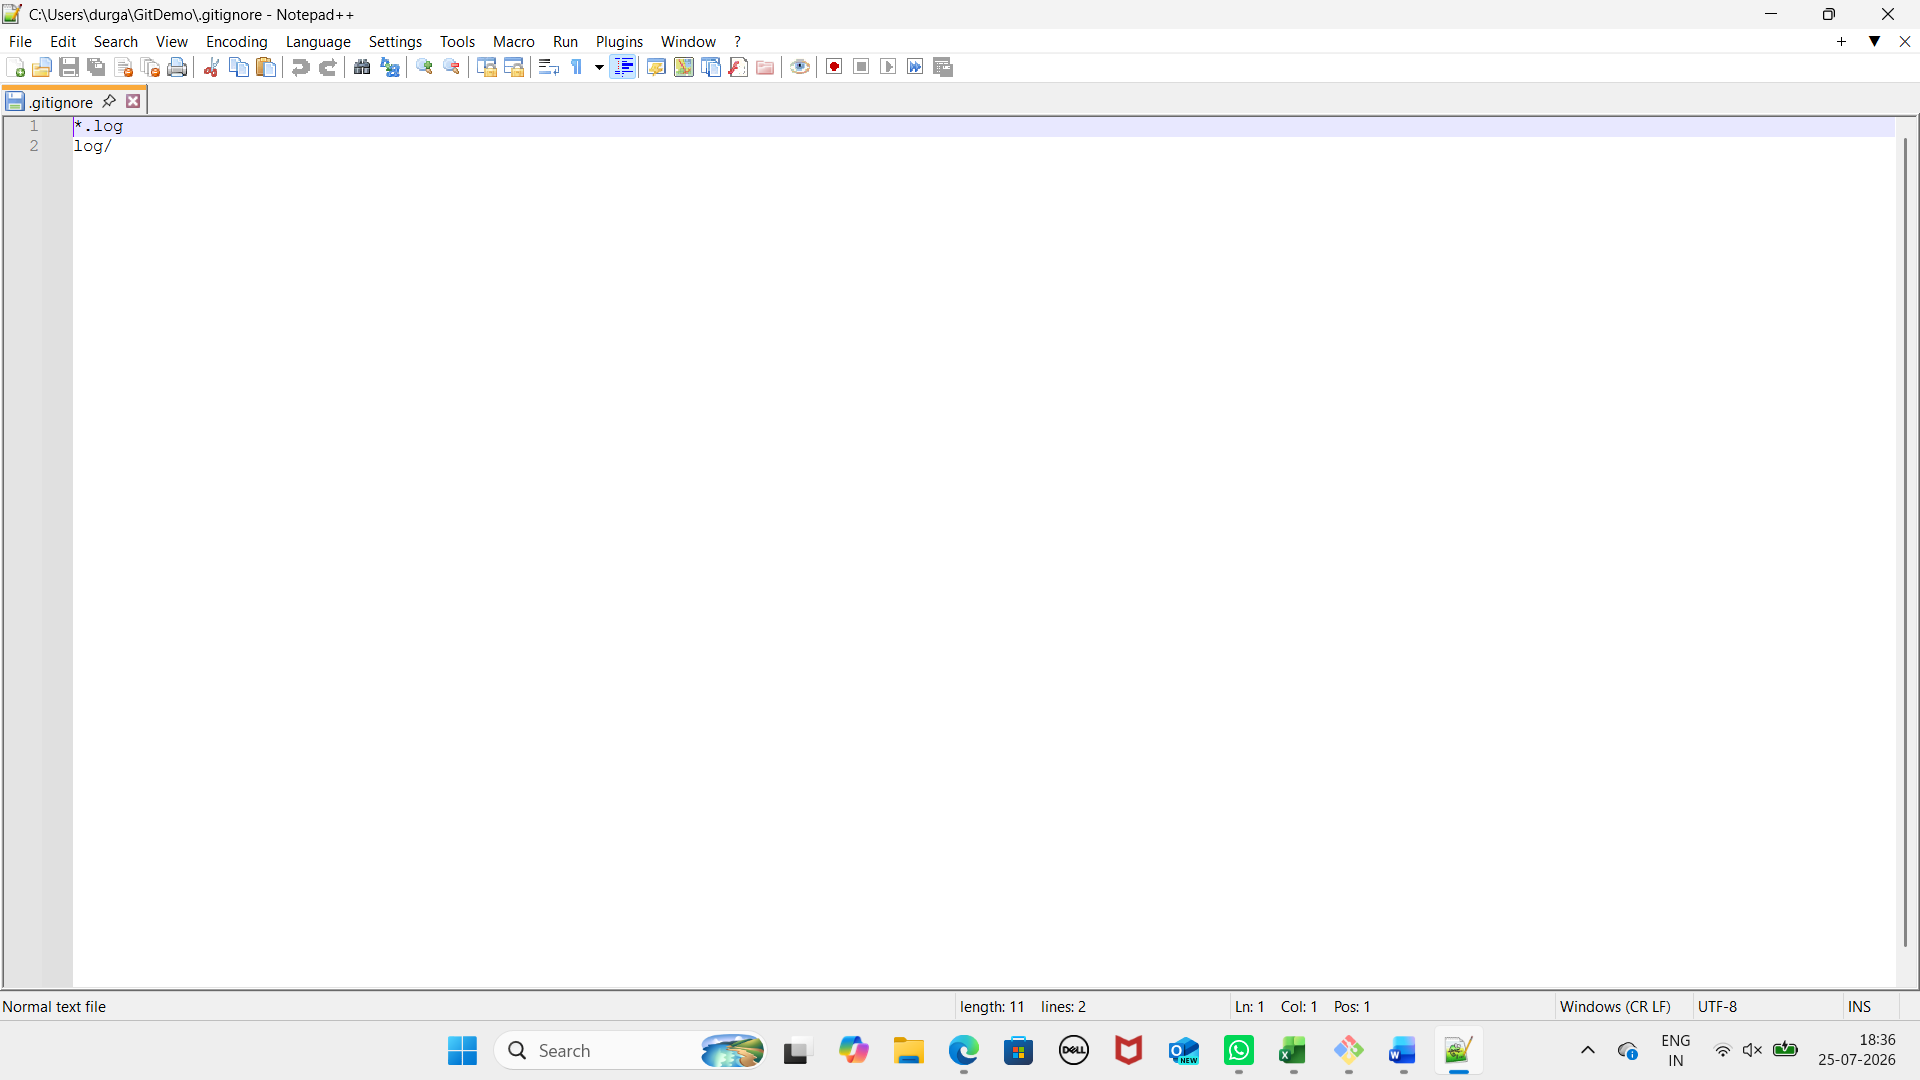 C:\Users\durga\GitDemo\.gitignore - Notepad++
File Edit Search View Encoding Language Settings Tools Macro Run Plugins Window ?
.gitignore
1 *.log
2 log/
Normal text file length: 11 lines: 2 Ln: 1 Col: 1 Pos: 1 Windows (CR LF) UTF-8 INS
Search
ENG
IN
18:36
25-07-2026